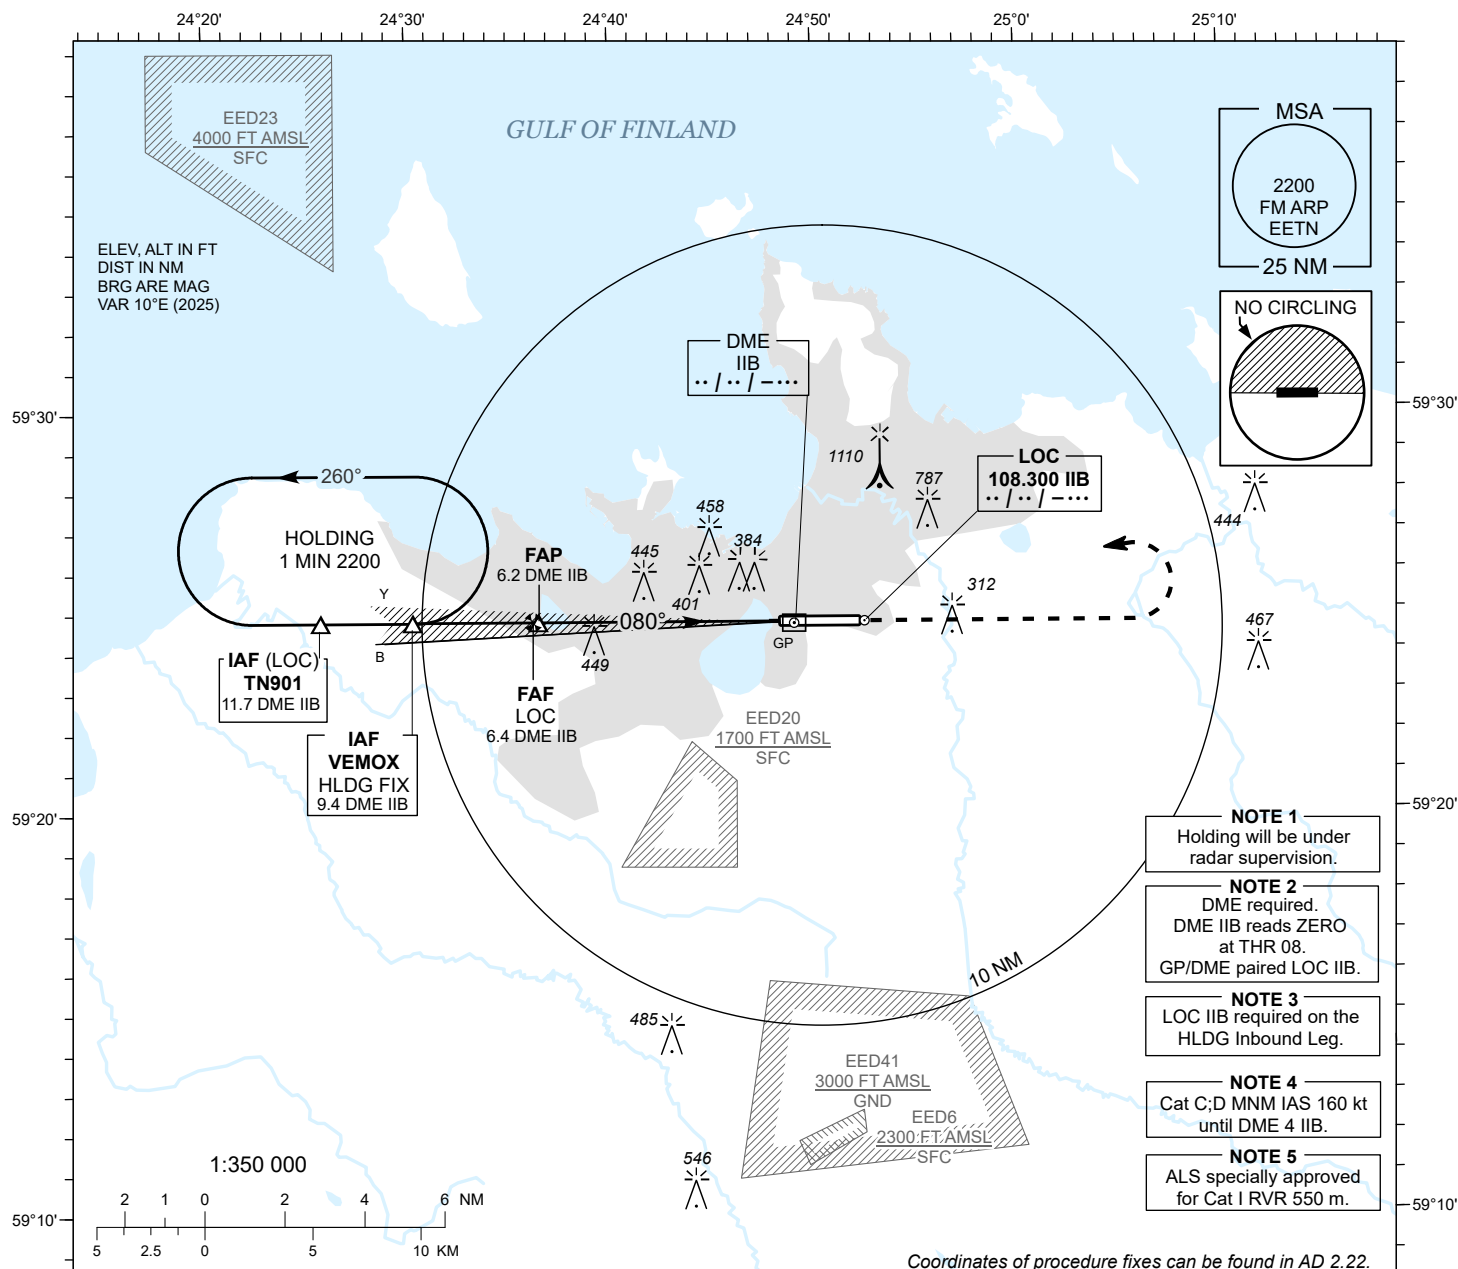 24°20'
24°30'
24°40'
24°50'
25°0'
25°10'
EED23
4000 FT AMSL
SFC
GULF OF FINLAND
MSA
2200
FM ARP
EETN
25 NM
ELEV, ALT IN FT
DIST IN NM
BRG ARE MAG
VAR 10°E (2025)
NO CIRCLING
DME
IIB
·· / ·· / –···
59°30'
59°30'
1110
LOC
108.300 IIB
·· / ·· / –···
787
444
260°
458
HOLDING
1 MIN 2200
FAP
6.2 DME IIB
445
384
401
312
Y
080°
467
B
449
GP
IAF (LOC)
TN901
11.7 DME IIB
FAF
LOC
6.4 DME IIB
IAF
VEMOX
HLDG FIX
9.4 DME IIB
EED20
1700 FT AMSL
SFC
59°20'
59°20'
NOTE 1
Holding will be under
radar supervision.
NOTE 2
DME required.
DME IIB reads ZERO
at THR 08.
GP/DME paired LOC IIB.
10 NM
NOTE 3
LOC IIB required on the
HLDG Inbound Leg.
485
EED41
3000 FT AMSL
GND
EED6
2300 FT AMSL
SFC
NOTE 4
Cat C;D MNM IAS 160 kt
until DME 4 IIB.
NOTE 5
ALS specially approved
for Cat I RVR 550 m.
546
1:350 000
2 1 0 2 4 6 NM
5 2.5 0 5 10 KM
59°10'
59°10'
Coordinates of procedure fixes can be found in AD 2.22.